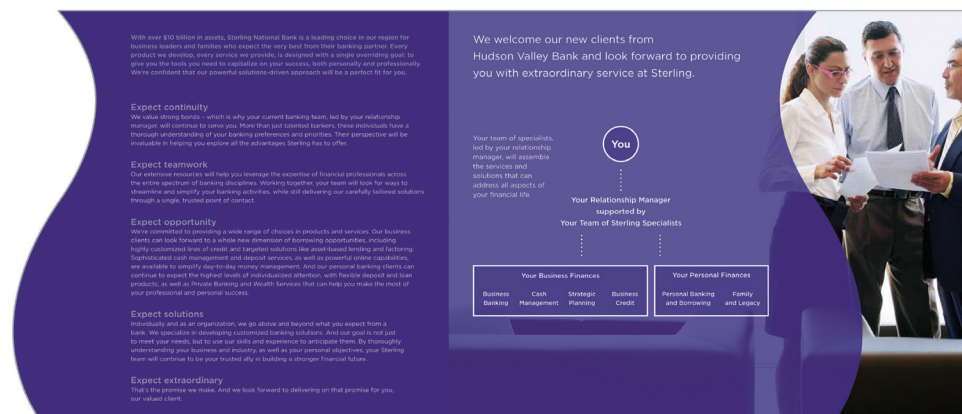 With over $10 billion in assets, Sterling National Bank is a leading choice in our region for
business leaders and families who expect the very best from their banking partner. Every
product we develop, every service we provide, is designed with a single overriding goal: to
give you the tools you need to capitalize on your success, both personally and professionally.
We're confident that our powerful solutions-driven approach will be a perfect fit for you.
Expect continuity
We value strong bonds – which is why your current banking team, led by your relationship
manager, will continue to serve you. More than just talented bankers, these individuals have a
thorough understanding of your banking preferences and priorities. Their perspective will be
invaluable in helping you explore all the advantages Sterling has to offer.
Expect teamwork
Our extensive resources will help you leverage the expertise of financial professionals across
the entire spectrum of banking disciplines. Working together, your team will look for ways to
streamline and simplify your banking activities, while still delivering our carefully tailored solutions
through a single, trusted point of contact.
Expect opportunity
We're committed to providing a wide range of choices in products and services. Our business
clients can look forward to a whole new dimension of borrowing opportunities, including
highly customized lines of credit and targeted solutions like asset-based lending and factoring.
Sophisticated cash management and deposit services, as well as powerful online capabilities,
are available to simplify day-to-day money management. And our personal banking clients can
continue to expect the highest levels of individualized attention, with flexible deposit and loan
products, as well as Private Banking and Wealth Services that can help you make the most of
your professional and personal success.
Expect solutions
Individually and as an organization, we go above and beyond what you expect from a
bank. We specialize in developing customized banking solutions. And our goal is not just
to meet your needs, but to use our skills and experience to anticipate them. By thoroughly
understanding your business and industry, as well as your personal objectives, your Sterling
team will continue to be your trusted ally in building a stronger financial future.
Expect extraordinary
That's the promise we make. And we look forward to delivering on that promise for you,
our valued client.
We welcome our new clients from
Hudson Valley Bank and look forward to providing
you with extraordinary service at Sterling.
Your team of specialists,
led by your relationship
manager, will assemble
the services and
solutions that can
address all aspects of
your financial life.
You
Your Relationship Manager
supported by
Your Team of Sterling Specialists
Your Business Finances
Business Banking
Cash Management
Strategic Planning
Business Credit
Your Personal Finances
Personal Banking and Borrowing
Family and Legacy